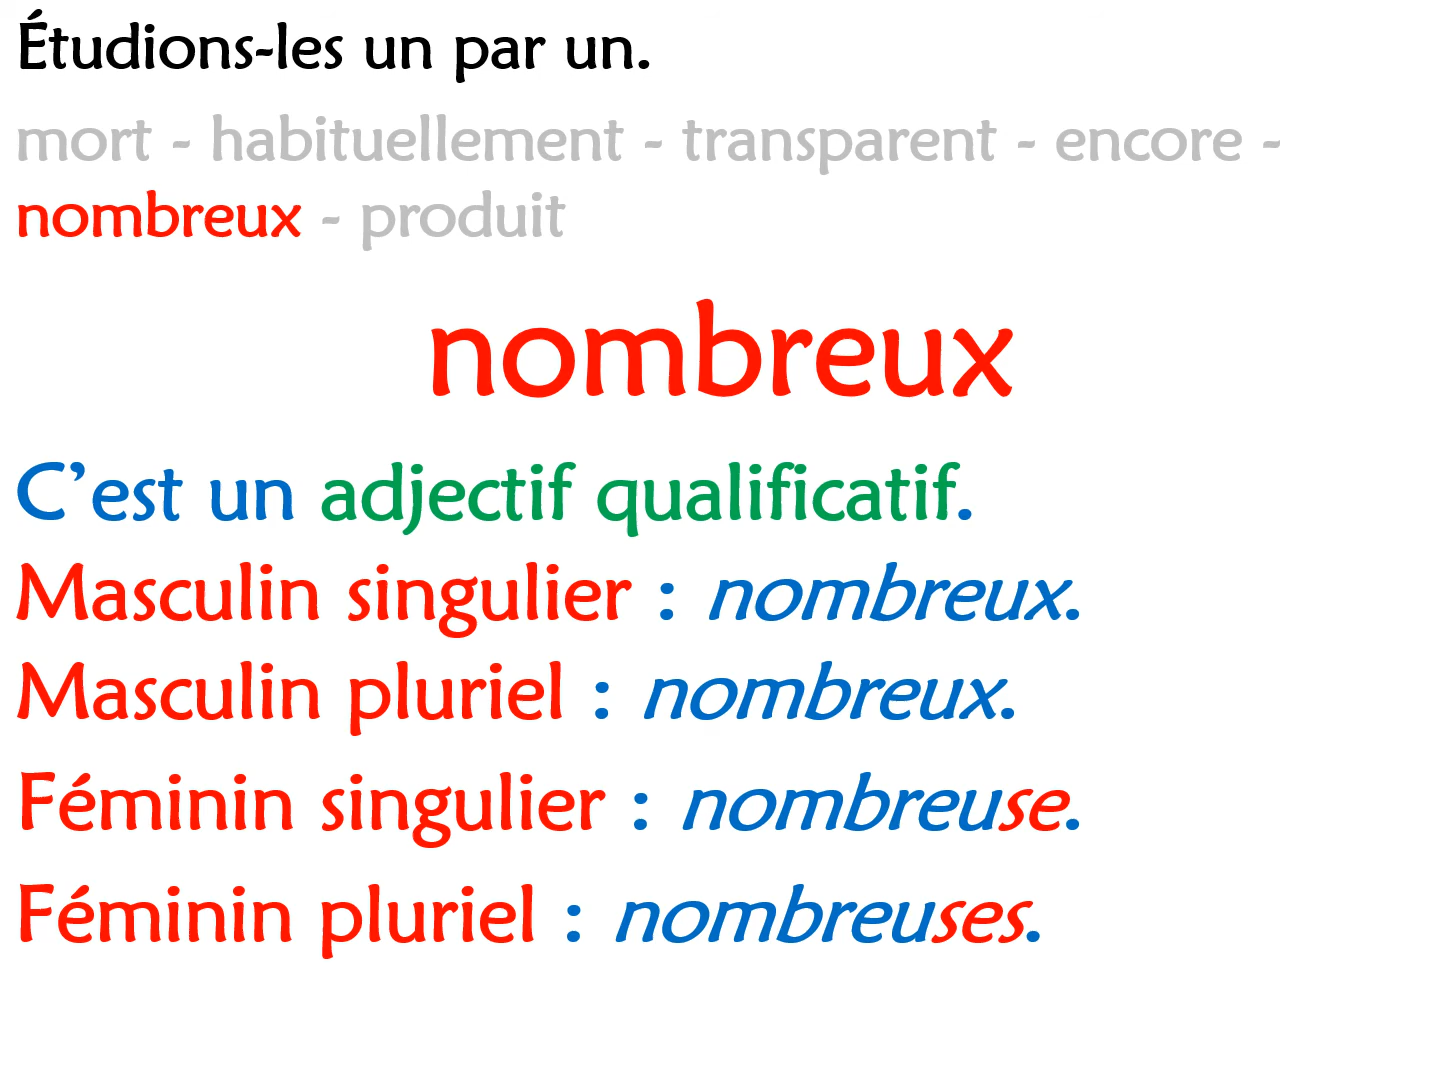 Étudions-les un par un.
mort - habituellement - transparent - encore -
nombreux - produit
nombreux
C’est un adjectif qualificatif.
Masculin singulier : nombreux.
Masculin pluriel : nombreux.
Féminin singulier : nombreuse.
Féminin pluriel : nombreuses.